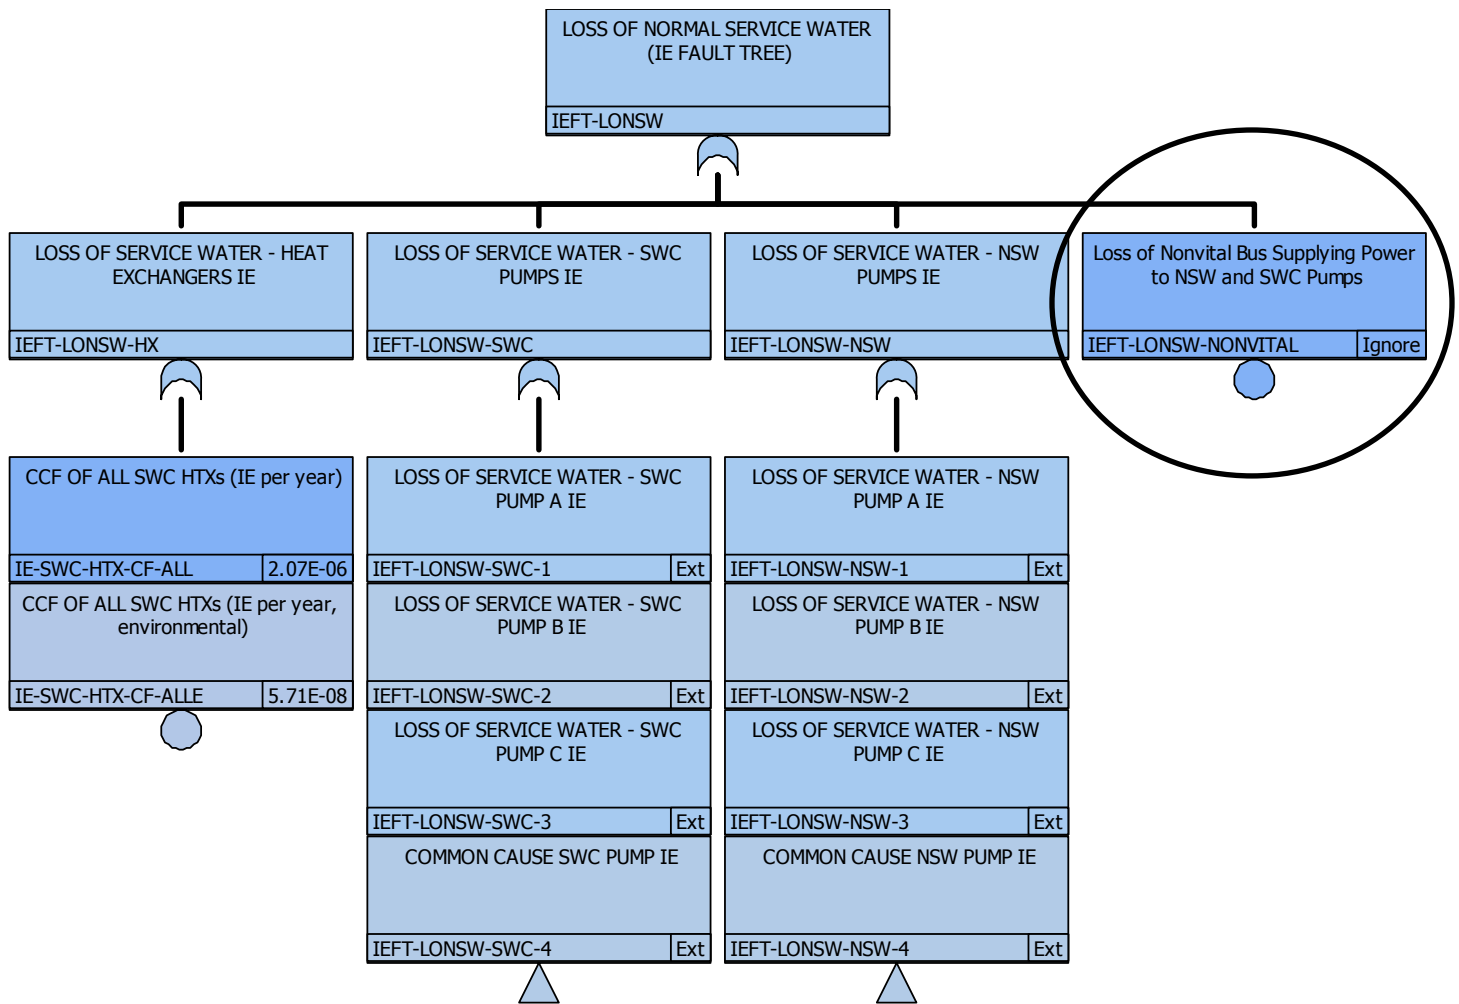 LOSS OF NORMAL SERVICE WATER
(IE FAULT TREE)
IEFT-LONSW
LOSS OF SERVICE WATER - HEAT
EXCHANGERS IE
IEFT-LONSW-HX
LOSS OF SERVICE WATER - SWC
PUMPS IE
IEFT-LONSW-SWC
LOSS OF SERVICE WATER - NSW
PUMPS IE
IEFT-LONSW-NSW
Loss of Nonvital Bus Supplying Power
to NSW and SWC Pumps
IEFT-LONSW-NONVITAL Ignore
CCF OF ALL SWC HTXs (IE per year)
IE-SWC-HTX-CF-ALL 2.07E-06
CCF OF ALL SWC HTXs (IE per year,
environmental)
IE-SWC-HTX-CF-ALLE 5.71E-08
LOSS OF SERVICE WATER - SWC
PUMP A IE
IEFT-LONSW-SWC-1 Ext
LOSS OF SERVICE WATER - SWC
PUMP B IE
IEFT-LONSW-SWC-2 Ext
LOSS OF SERVICE WATER - SWC
PUMP C IE
IEFT-LONSW-SWC-3 Ext
COMMON CAUSE SWC PUMP IE
IEFT-LONSW-SWC-4 Ext
LOSS OF SERVICE WATER - NSW
PUMP A IE
IEFT-LONSW-NSW-1 Ext
LOSS OF SERVICE WATER - NSW
PUMP B IE
IEFT-LONSW-NSW-2 Ext
LOSS OF SERVICE WATER - NSW
PUMP C IE
IEFT-LONSW-NSW-3 Ext
COMMON CAUSE NSW PUMP IE
IEFT-LONSW-NSW-4 Ext